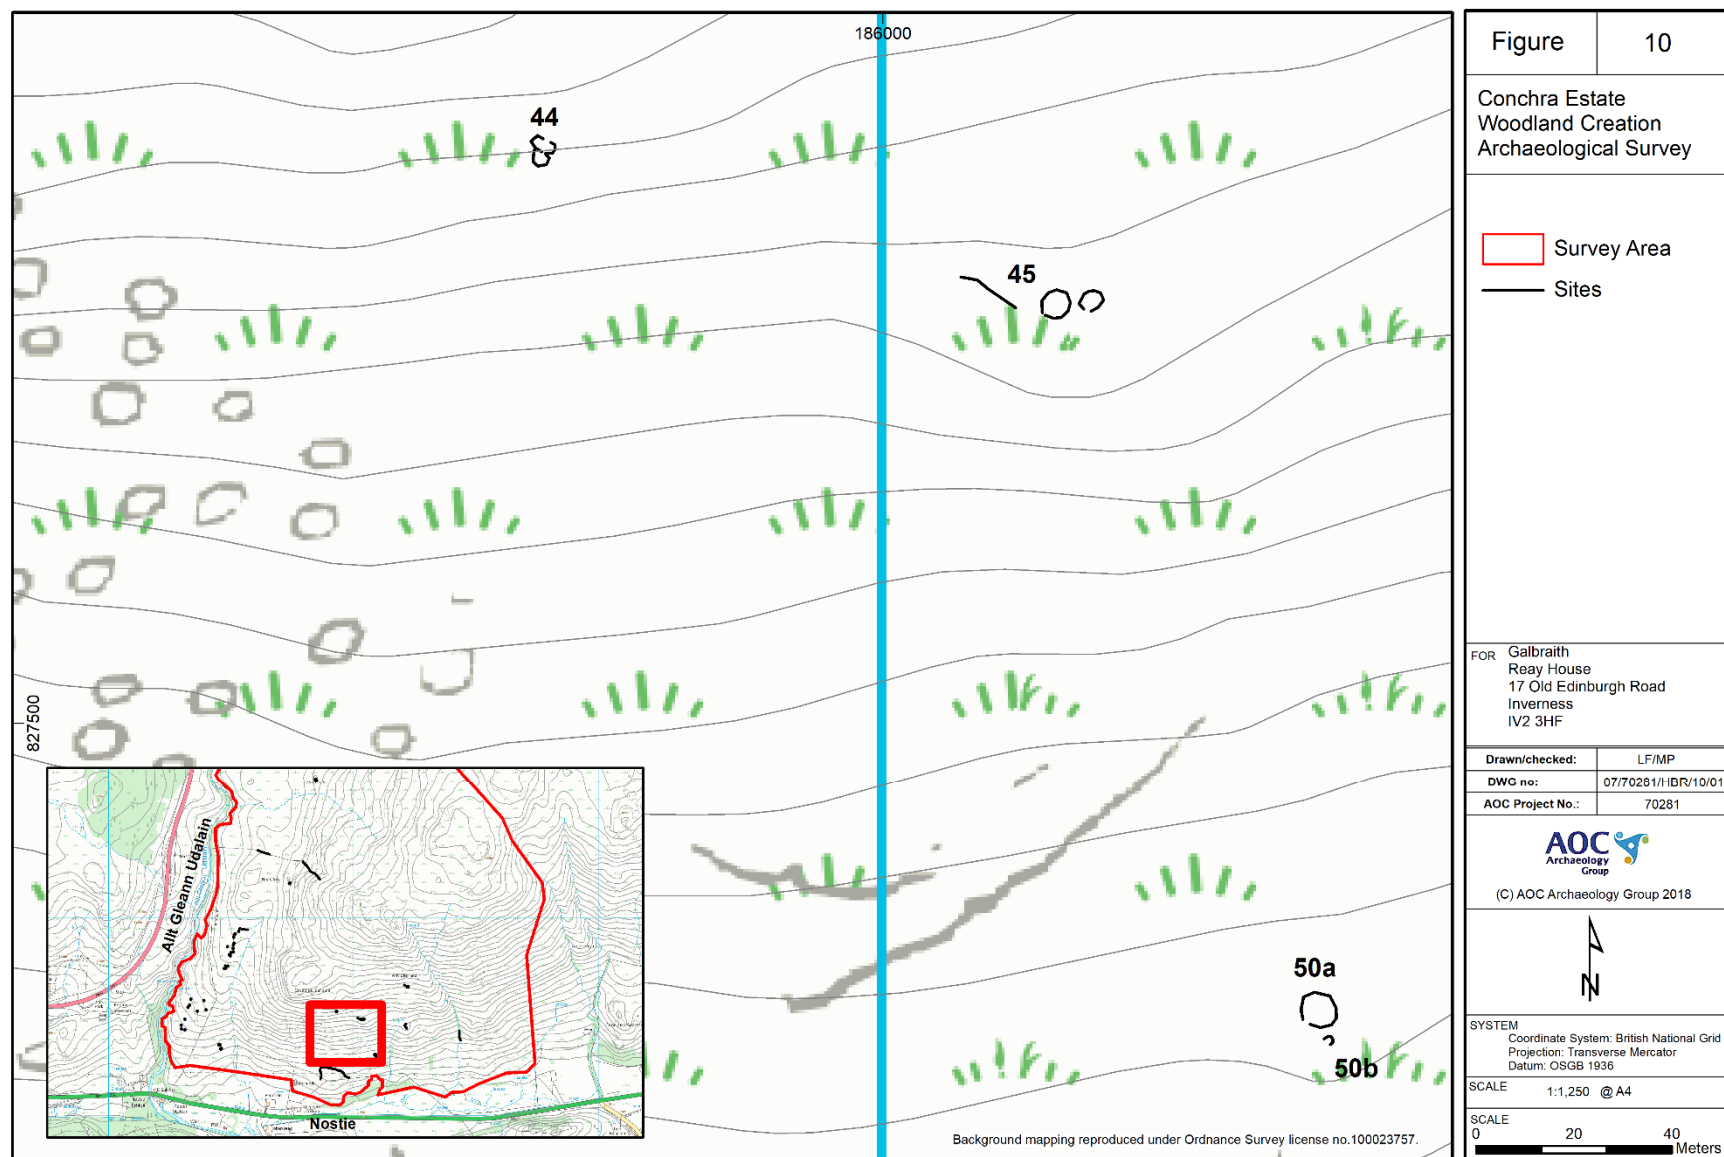 186000
44
45
827500
50a
50b
Allt Gleann Udalain
Nostie
Background mapping reproduced under Ordnance Survey license no.100023757.
Figure 10
Conchra Estate
Woodland Creation
Archaeological Survey
Survey Area
Sites
FOR Galbraith
Reay House
17 Old Edinburgh Road
Inverness
IV2 3HF
Drawn/checked: LF/MP
DWG no: 07/70281/HBR/10/01
AOC Project No.: 70281
AOC
Archaeology
Group
(C) AOC Archaeology Group 2018
N
SYSTEM
Coordinate System: British National Grid
Projection: Transverse Mercator
Datum: OSGB 1936
SCALE 1:1,250 @ A4
SCALE
0 20 40
Meters